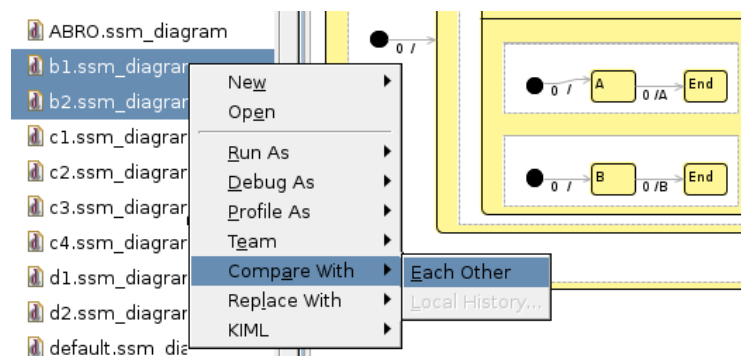 ABRO.ssm_diagram
b1.ssm_diagram
b2.ssm_diagram
c1.ssm_diagram
c2.ssm_diagram
c3.ssm_diagram
c4.ssm_diagram
d1.ssm_diagram
d2.ssm_diagram
default.ssm_dia
New
Open
Run As
Debug As
Profile As
Team
Compare With
Replace With
KIML
Each Other
Local History...
0 /
0 /
A
0 /A
End
0 /
B
0 /B
End